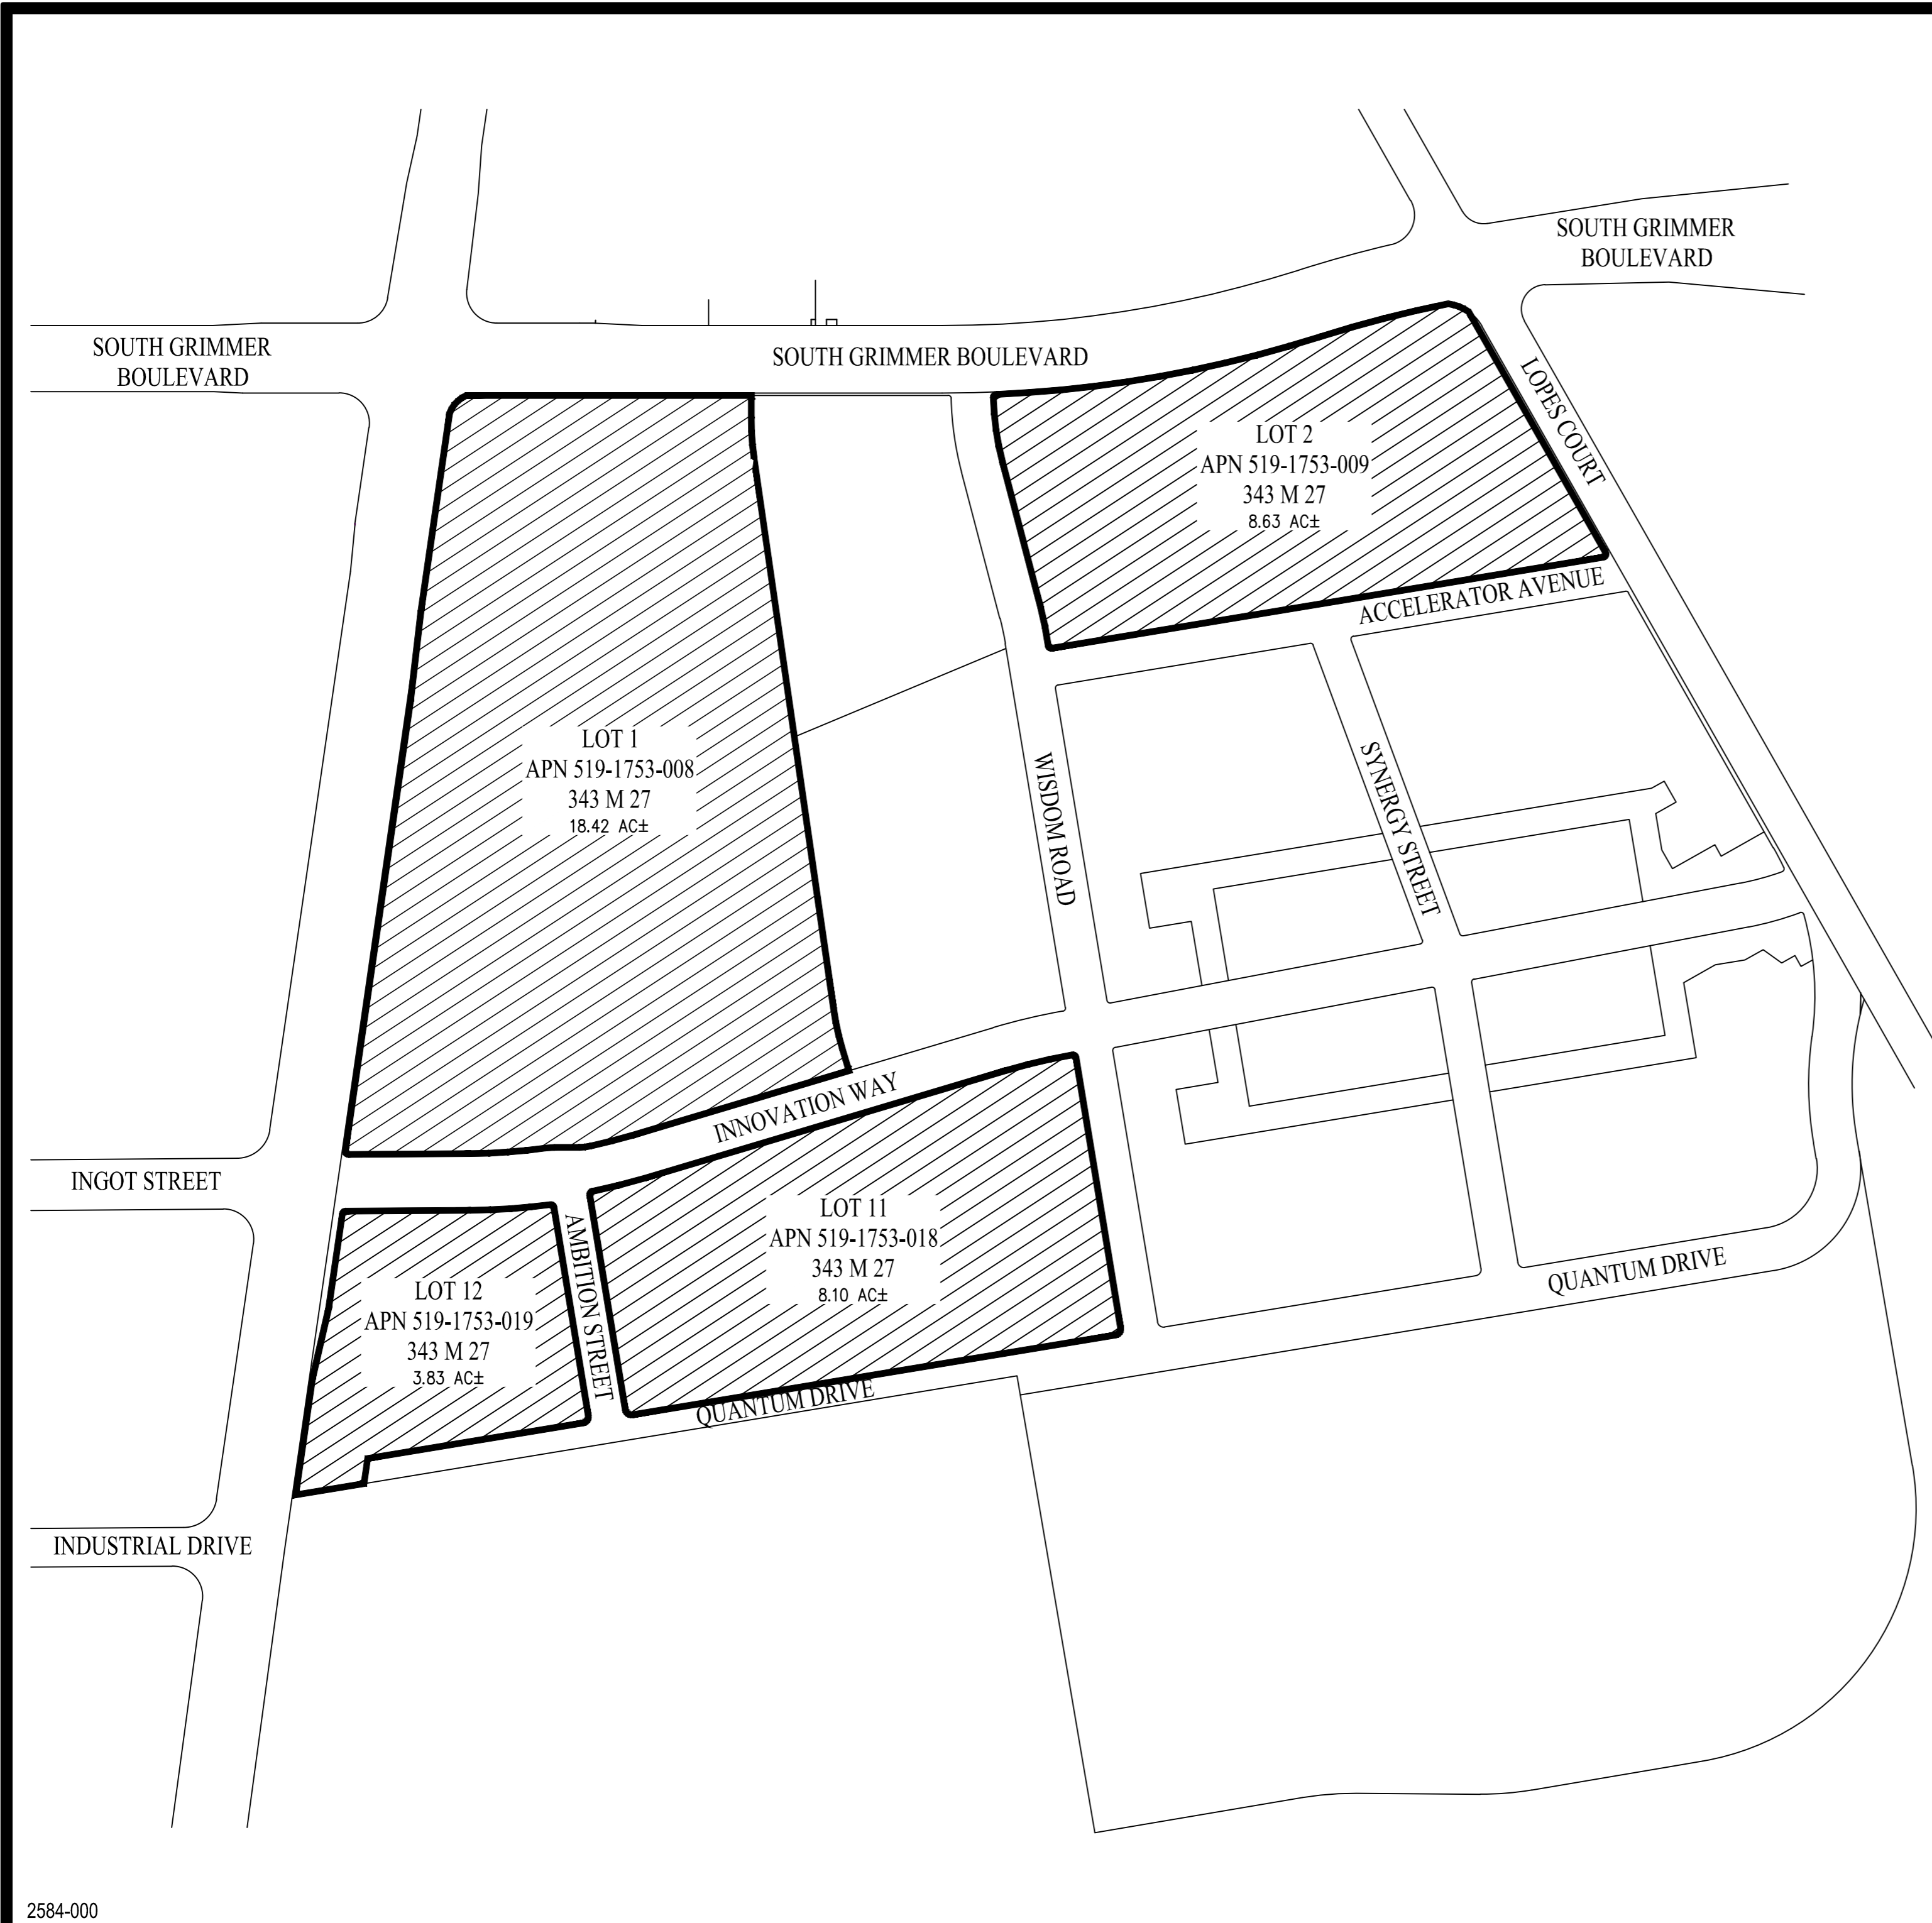 SOUTH GRIMMER
BOULEVARD
SOUTH GRIMMER
BOULEVARD
SOUTH GRIMMER BOULEVARD
LOPES COURT
LOT 2
APN 519-1753-009
343 M 27
8.63 AC±
ACCELERATOR AVENUE
LOT 1
APN 519-1753-008
343 M 27
18.42 AC±
WISDOM ROAD
SYNERGY STREET
INNOVATION WAY
INGOT STREET
LOT 11
APN 519-1753-018
343 M 27
8.10 AC±
AMBITION STREET
LOT 12
APN 519-1753-019
343 M 27
3.83 AC±
QUANTUM DRIVE
QUANTUM DRIVE
INDUSTRIAL DRIVE
2584-000